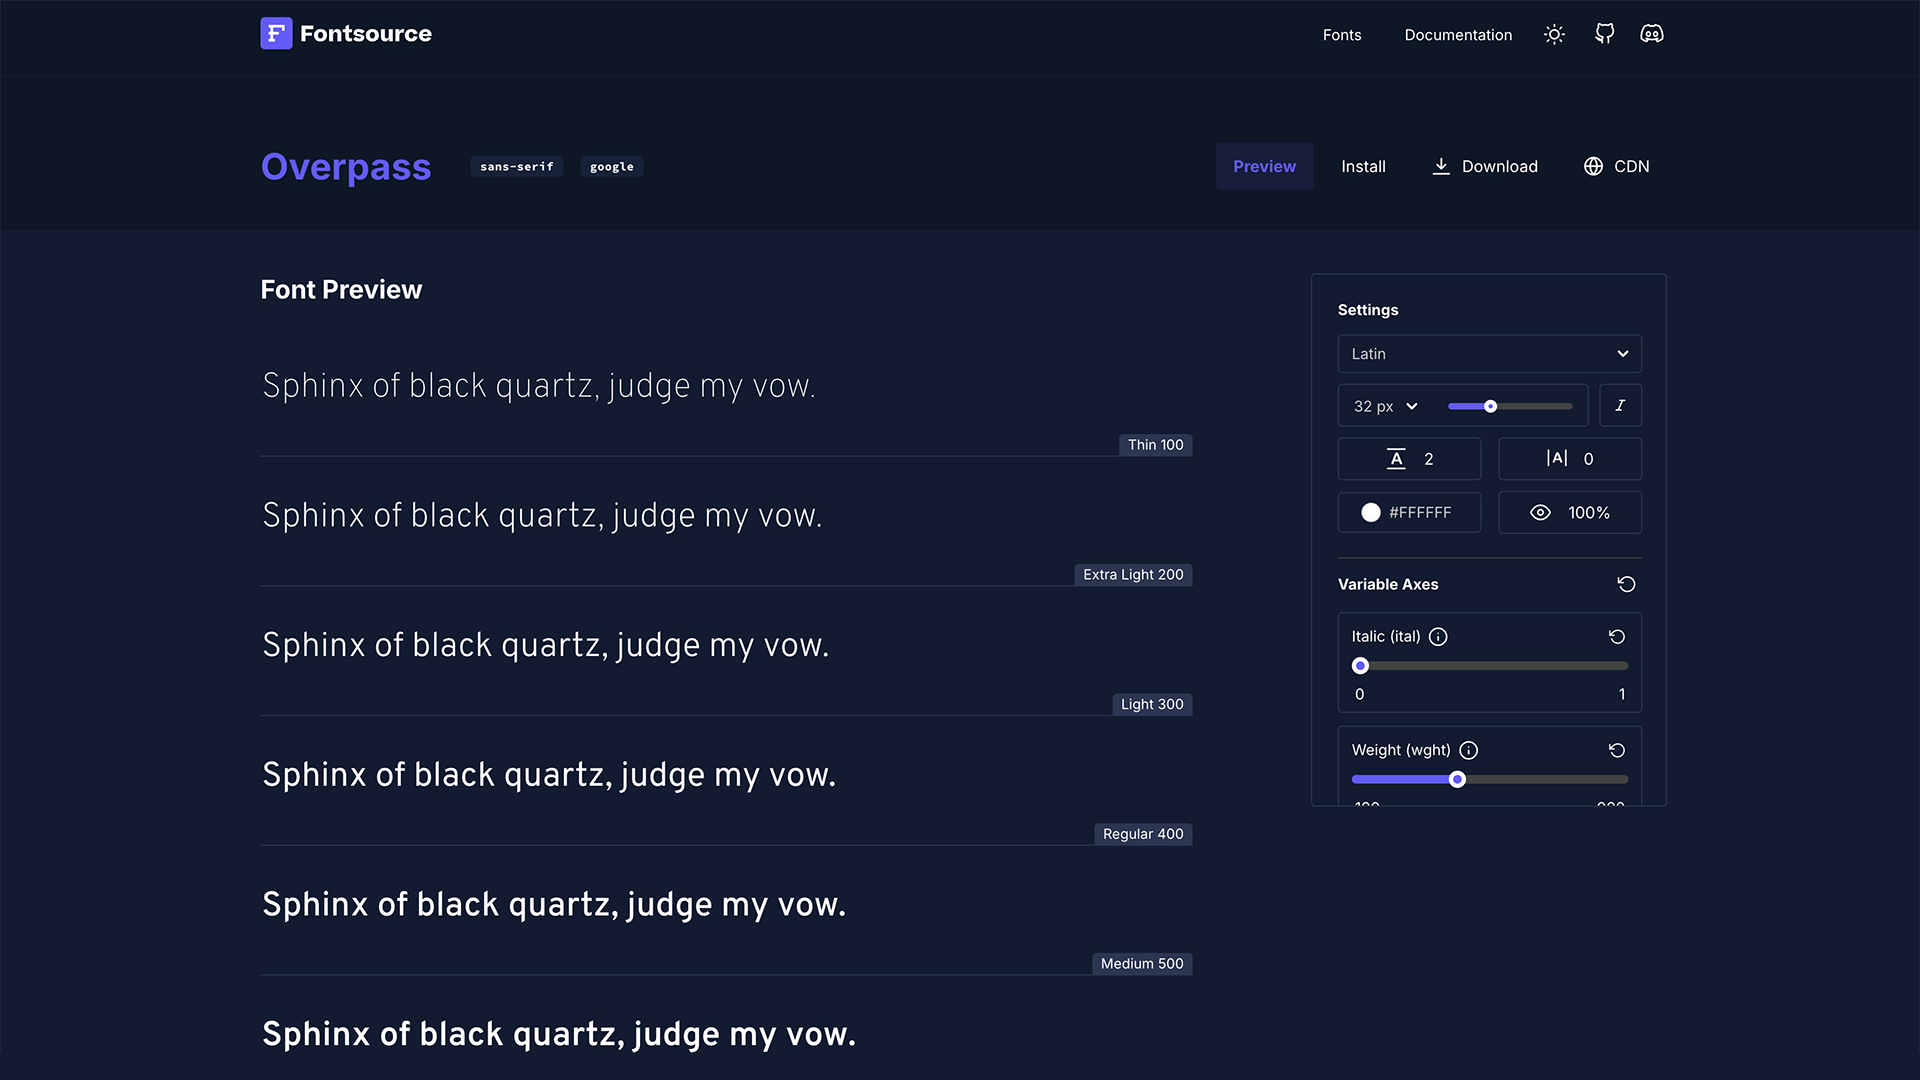 Fontsource
Fonts
Documentation
Overpass
sans-serif
google
Preview
Install
Download
CDN
Font Preview
Sphinx of black quartz, judge my vow.
Thin 100
Sphinx of black quartz, judge my vow.
Extra Light 200
Sphinx of black quartz, judge my vow.
Light 300
Sphinx of black quartz, judge my vow.
Regular 400
Sphinx of black quartz, judge my vow.
Medium 500
Sphinx of black quartz, judge my vow.
Settings
Latin
32 px
2
0
#FFFFFF
100%
Variable Axes
Italic (ital)
0
1
Weight (wght)